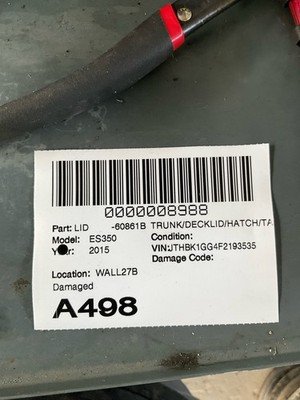 0000008988
Part: LID -60861B TRUNK/DECKLID/HATCH/TA
Model: ES350 Condition:
Year: 2015 VIN:JTHBK1GG4F2193535
Damage Code:
Location: WALL27B
Damaged
A498